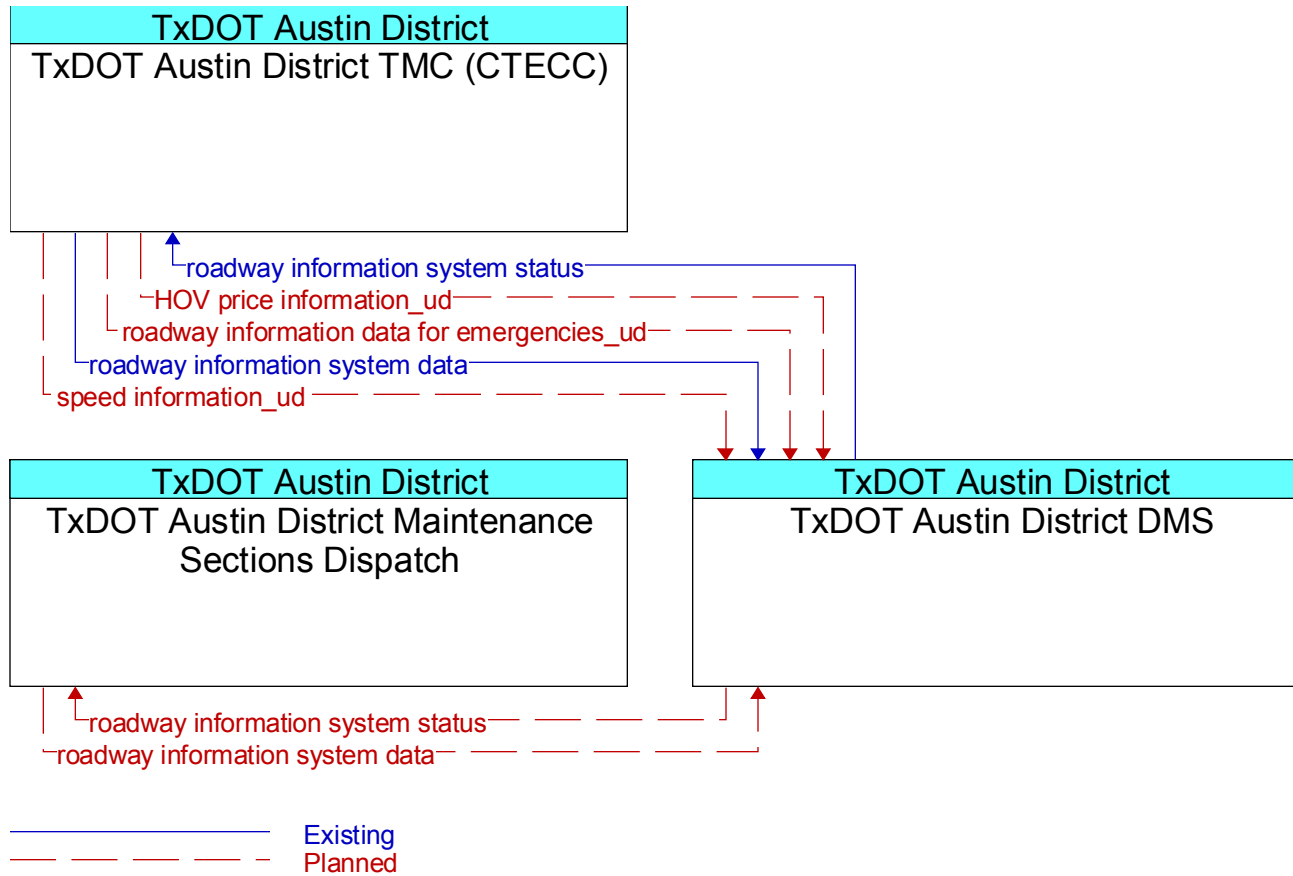 TxDOT Austin District
TxDOT Austin District TMC (CTECC)
roadway information system status
HOV price information_ud
roadway information data for emergencies_ud
roadway information system data
speed information_ud
TxDOT Austin District
TxDOT Austin District Maintenance
Sections Dispatch
TxDOT Austin District
TxDOT Austin District DMS
roadway information system status
roadway information system data
Existing
Planned